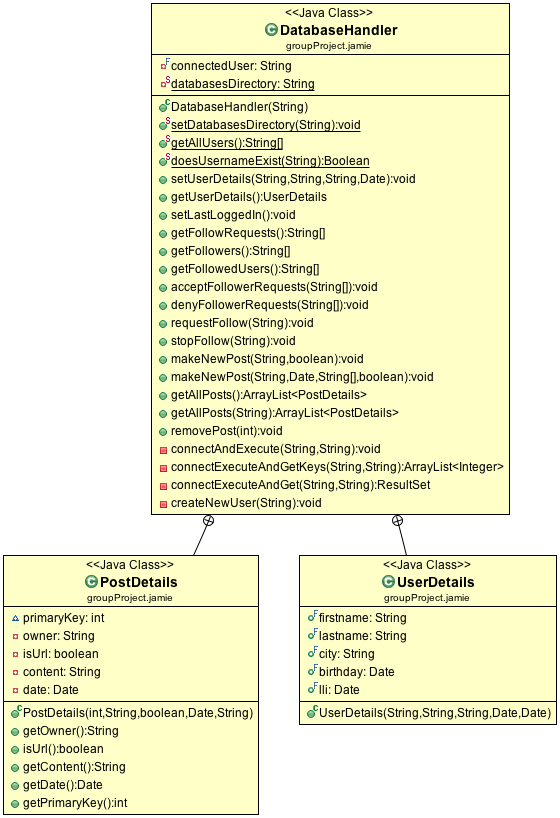 <<Java Class>>
DatabaseHandler
groupProject.jamie
connectedUser: String
databasesDirectory: String
DatabaseHandler(String)
setDatabasesDirectory(String):void
getAllUsers():String[]
doesUsernameExist(String):Boolean
setUserDetails(String,String,String,Date):void
getUserDetails():UserDetails
setLastLoggedIn():void
getFollowRequests():String[]
getFollowers():String[]
getFollowedUsers():String[]
acceptFollowerRequests(String[]):void
denyFollowerRequests(String[]):void
requestFollow(String):void
stopFollow(String):void
makeNewPost(String,boolean):void
makeNewPost(String,Date,String[],boolean):void
getAllPosts():ArrayList<PostDetails>
getAllPosts(String):ArrayList<PostDetails>
removePost(int):void
connectAndExecute(String,String):void
connectExecuteAndGetKeys(String,String):ArrayList<Integer>
connectExecuteAndGet(String,String):ResultSet
createNewUser(String):void
<<Java Class>>
PostDetails
groupProject.jamie
primaryKey: int
owner: String
isUrl: boolean
content: String
date: Date
PostDetails(int,String,boolean,Date,String)
getOwner():String
isUrl():boolean
getContent():String
getDate():Date
getPrimaryKey():int
<<Java Class>>
UserDetails
groupProject.jamie
firstname: String
lastname: String
city: String
birthday: Date
lli: Date
UserDetails(String,String,String,Date,Date)